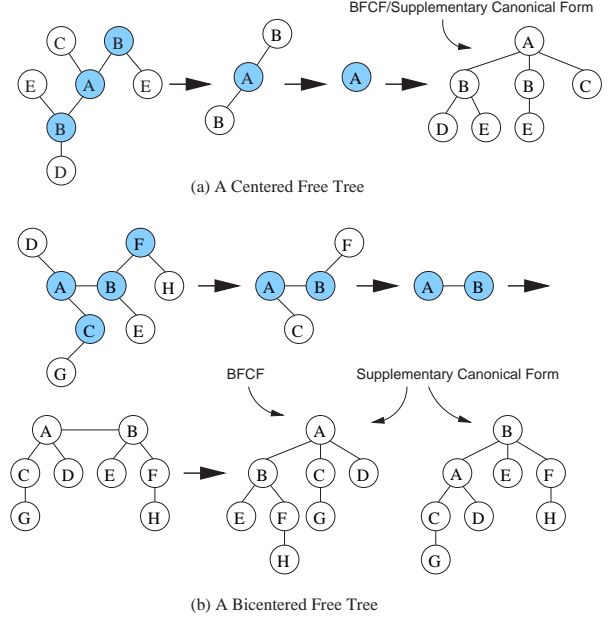 BFCF/Supplementary Canonical Form
C B B A
E A E A A B B C
B B D E E
D
(a) A Centered Free Tree
D F F
A B H A B A B
C E C
G
BFCF Supplementary Canonical Form
A B A B
C D E F B C D A E F
G H E F G C D H
H G
(b) A Bicentered Free Tree